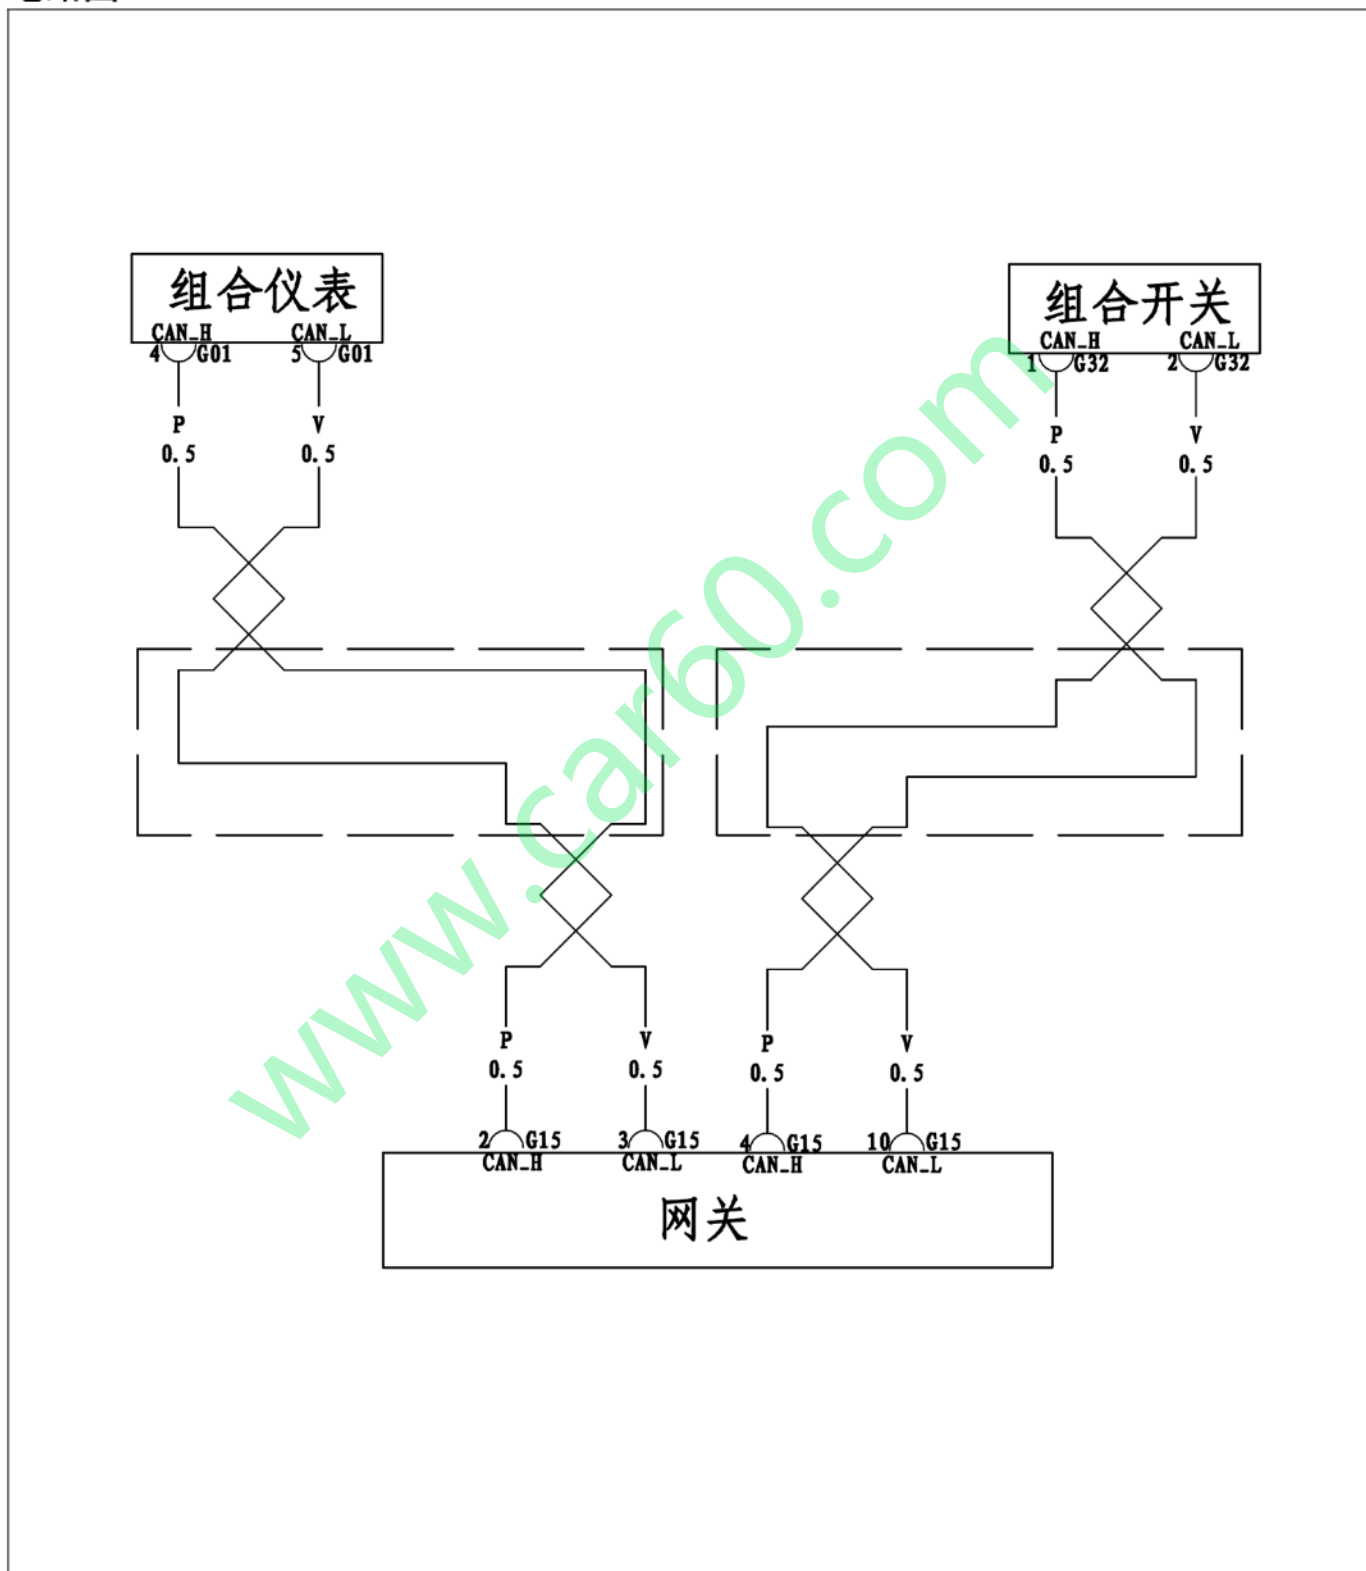 组合仪表
CAN_H CAN_L
4 G01 5 G01
P V
0.5 0.5
组合开关
CAN_H CAN_L
1 G32 2 G32
P V
0.5 0.5
www.car60.com
P V P V
0.5 0.5 0.5 0.5
2 G15 3 G15 4 G15 10 G15
CAN_H CAN_L CAN_H CAN_L
网关